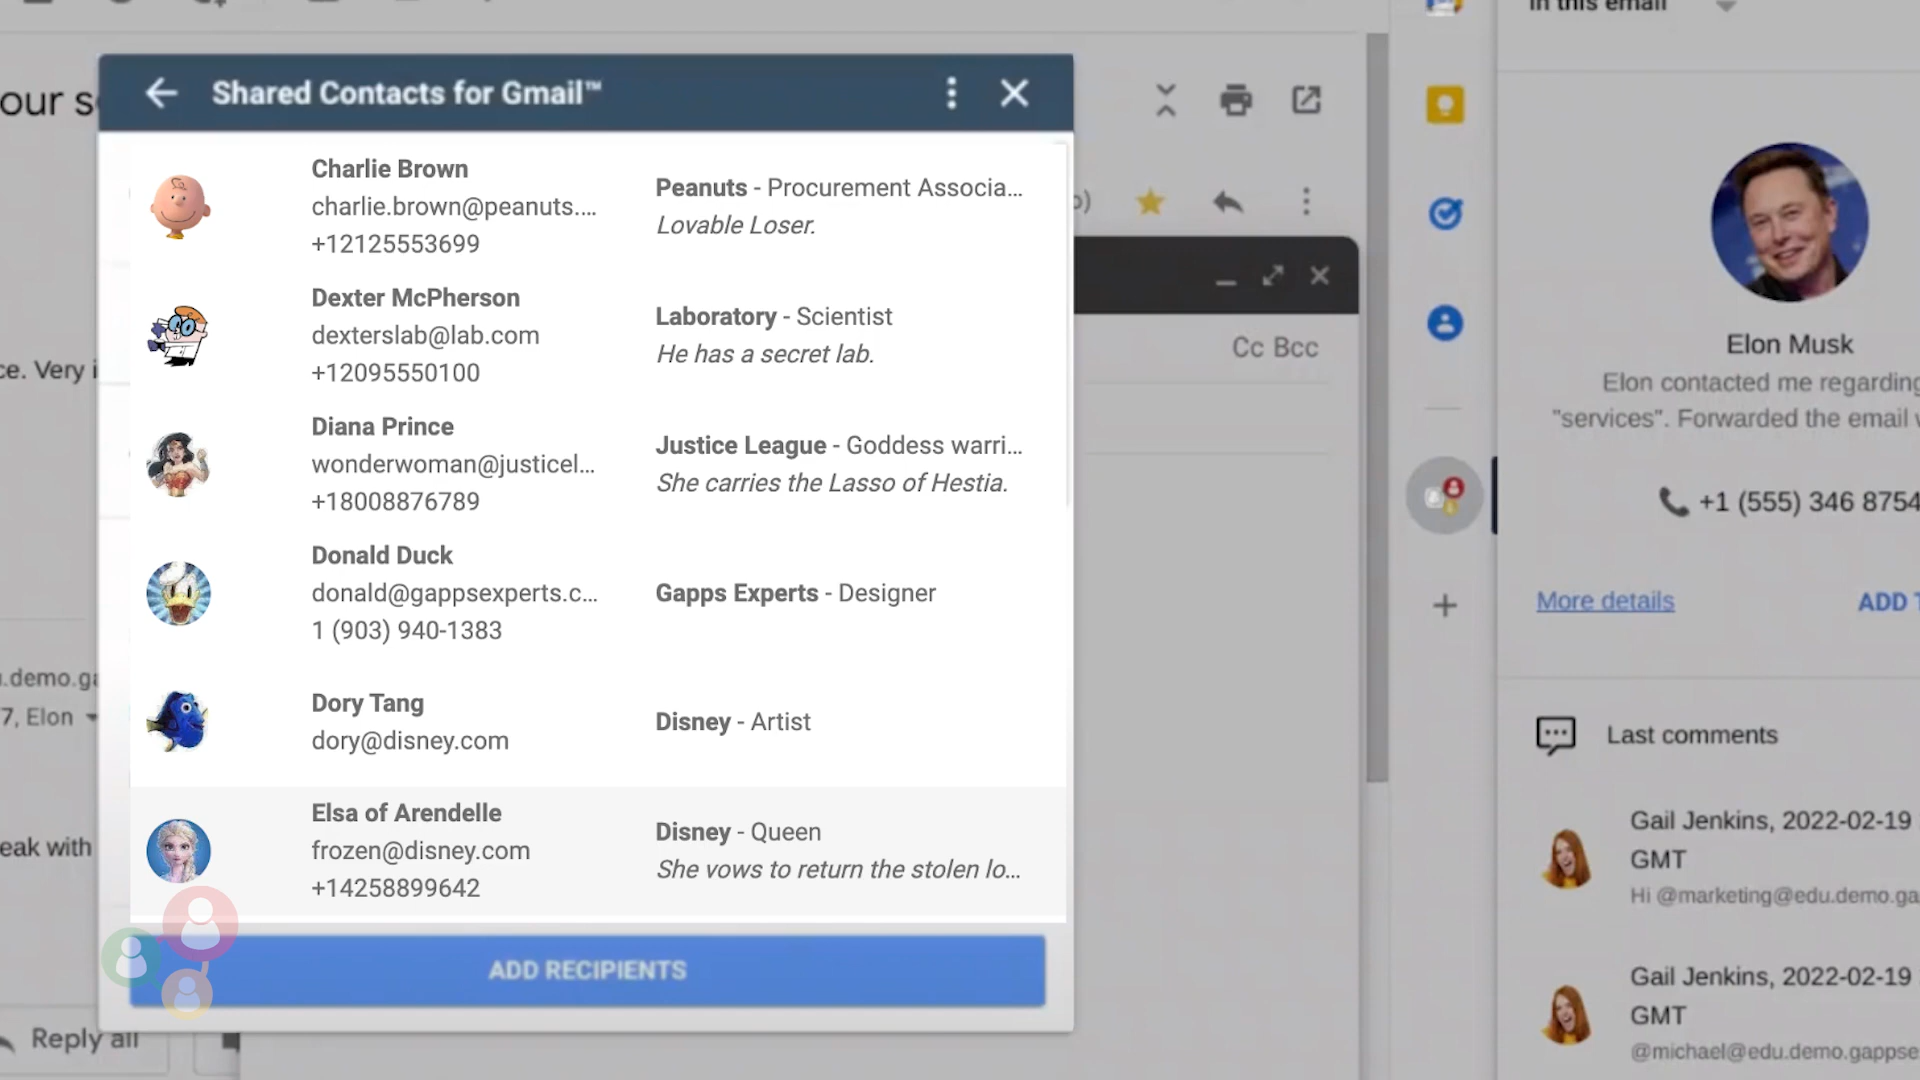 in this email
our s
Shared Contacts for Gmail™
Charlie Brown
charlie.brown@peanuts....
+12125553699
Peanuts - Procurement Associa...
Lovable Loser.
Dexter McPherson
dexterslab@lab.com
+12095550100
Laboratory - Scientist
He has a secret lab.
Diana Prince
wonderwoman@justicel...
+18008876789
Justice League - Goddess warri...
She carries the Lasso of Hestia.
Donald Duck
donald@gappsexperts.c...
1 (903) 940-1383
Gapps Experts - Designer
Dory Tang
dory@disney.com
Disney - Artist
Elsa of Arendelle
frozen@disney.com
+14258899642
Disney - Queen
She vows to return the stolen lo...
ADD RECIPIENTS
ce. Very i
.demo.ga
7, Elon
eak with
Reply all
Cc Bcc
Elon Musk
Elon contacted me regarding
"services". Forwarded the email
+1 (555) 346 8754
More details
ADD
Last comments
Gail Jenkins, 2022-02-19
GMT
Hi @marketing@edu.demo.ga
Gail Jenkins, 2022-02-19
GMT
@michael@edu.demo.gappse